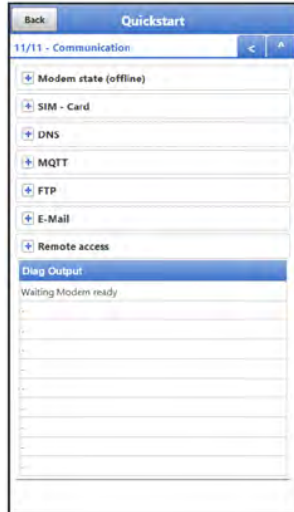 Back
Quickstart
11/11 - Communication
<
^
+ Modem state (offline)
+ SIM - Card
+ DNS
+ MQTT
+ FTP
+ E-Mail
+ Remote access
Diag Output
Waiting Modem ready
-
-
-
-
-
-
-
-
-